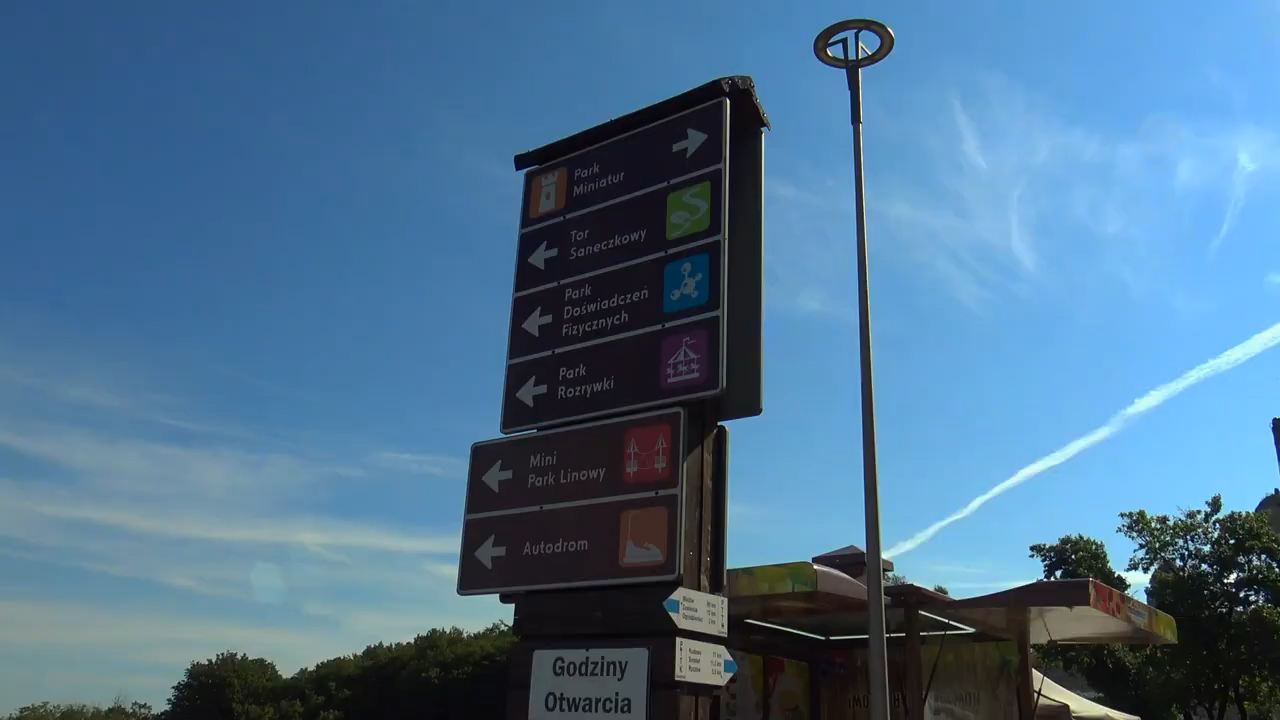 Park
Miniatur
Tor
Saneczkowy
Park
Doświadczeń
Fizycznych
Park
Rozrywki
Mini
Park Linowy
Autodrom
Godziny
Otwarcia